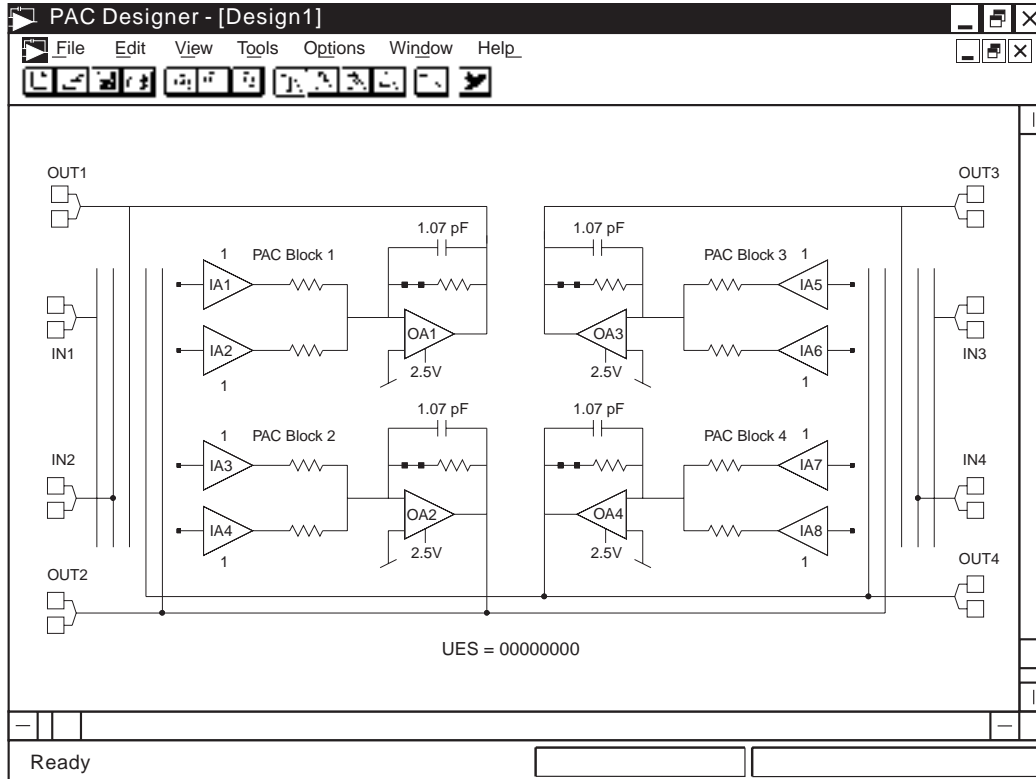 PAC Designer - [Design1]
File Edit View Tools Options Window Help
OUT1
OUT3
1.07 pF
1.07 pF
1
PAC Block 1
PAC Block 3
1
IA1
IA5
IN1
OA1
OA3
IN3
IA2
IA6
2.5V
2.5V
1
1
1.07 pF
1.07 pF
1
PAC Block 2
PAC Block 4
1
IN2
IA3
IA7
IN4
OA2
OA4
IA4
IA8
2.5V
2.5V
1
1
OUT2
OUT4
UES = 00000000
Ready